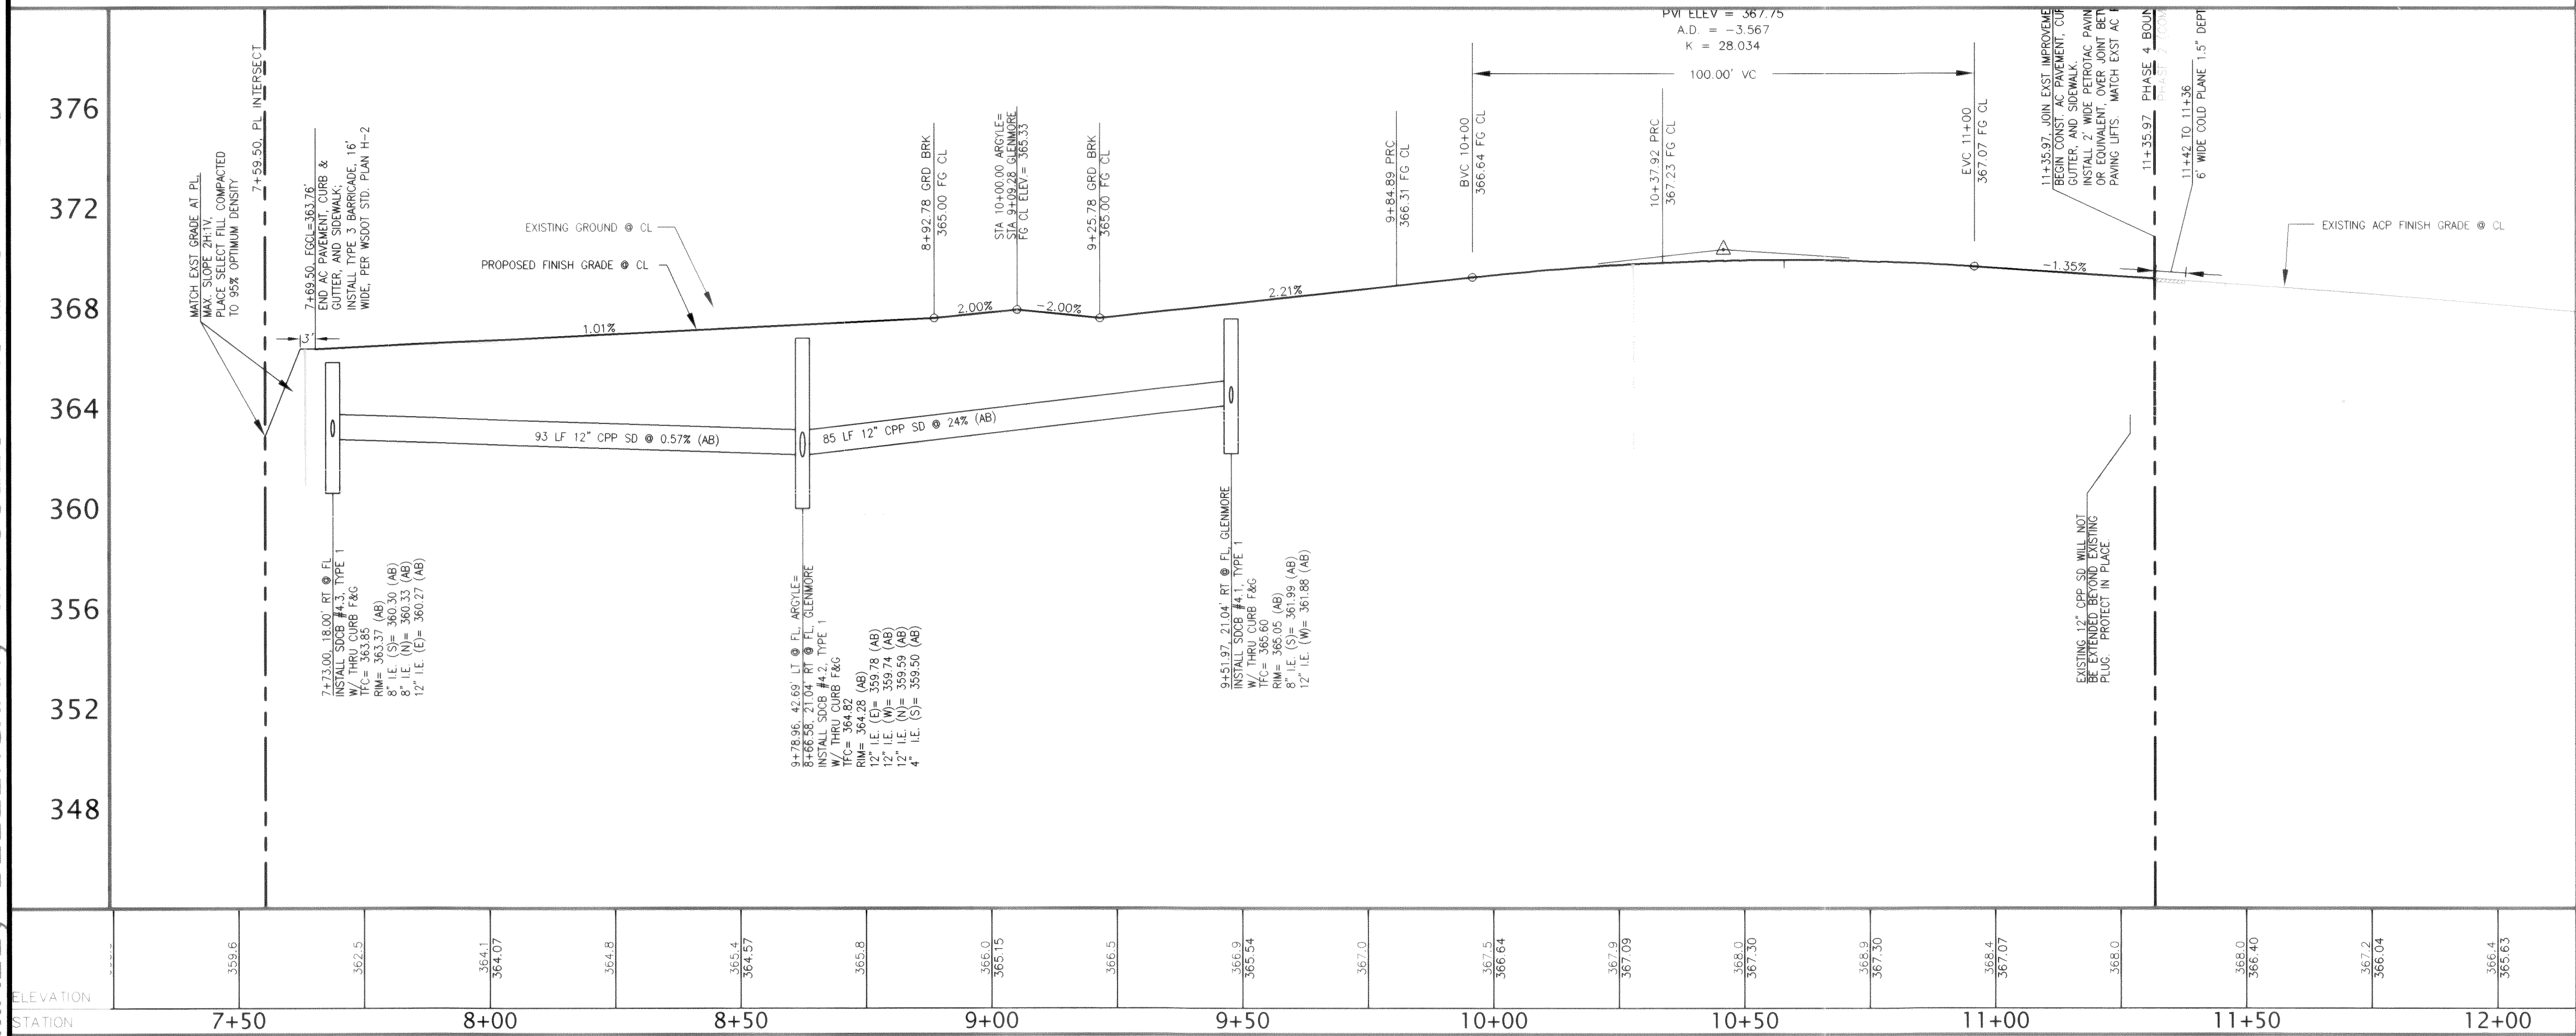 PVI ELEV = 367.75
A.D. = -3.567
K = 28.034
100.00' VC
376
372
368
364
360
356
352
348
MATCH EXST GRADE AT PL,
MAX. SLOPE 2H:1V,
PLACE SELECT FILL COMPACTED
TO 95% OPTIMUM DENSITY
7+59.50, PL INTERSECT
7+69.50, FGCL=363.76'
END AC PAVEMENT, CURB &
GUTTER, AND SIDEWALK;
INSTALL TYPE 3 BARRICADE, 16'
WIDE, PER WSDOT STD. PLAN H-2
3'
EXISTING GROUND @ CL
PROPOSED FINISH GRADE @ CL
1.01%
8+92.78 GRD BRK
365.00 FG CL
STA 10+00.00 ARGYLE=
STA 9+09.28 GLENMORE
FG CL ELEV.= 365.33
9+25.78 GRD BRK
365.00 FG CL
2.00%
-2.00%
2.21%
9+84.89 PRC
366.31 FG CL
BVC 10+00
366.64 FG CL
10+37.92 PRC
367.23 FG CL
EVC 11+00
367.07 FG CL
-1.35%
11+35.97, JOIN EXST IMPROVEME
BEGIN CONST. AC PAVEMENT, CUR
GUTTER, AND SIDEWALK.
INSTALL 2' WIDE PETROTAC PAVIN
OR EQUIVALENT, OVER JOINT BET
PAVING LIFTS. MATCH EXST AC
11+35.97 PHASE 4 BOUN
PHASE 2 (COM
11+42 TO 11+36
6' WIDE COLD PLANE 1.5" DEPT
EXISTING ACP FINISH GRADE @ CL
93 LF 12" CPP SD @ 0.57% (AB)
85 LF 12" CPP SD @ 24% (AB)
7+73.00, 18.00' RT @ FL
INSTALL SDCB #4.3, TYPE 1
W/ THRU CURB F&G
TFC= 363.85
RIM= 363.37 (AB)
8" I.E. (S)= 360.30 (AB)
8" I.E. (N)= 360.33 (AB)
12" I.E. (E)= 360.27 (AB)
9+78.96, 42.69' LT @ FL, ARGYLE=
8+66.58, 21.04' RT @ FL, GLENMORE
INSTALL SDCB #4.2, TYPE 1
W/ THRU CURB F&G
TFC= 364.82
RIM= 364.28 (AB)
12" I.E. (E)= 359.78 (AB)
12" I.E. (W)= 359.74 (AB)
12" I.E. (N)= 359.59 (AB)
4" I.E. (S)= 359.50 (AB)
9+51.97, 21.04' RT @ FL, GLENMORE
INSTALL SDCB #4.1, TYPE 1
W/ THRU CURB F&G
TFC= 365.60
RIM= 365.05 (AB)
8" I.E. (S)= 361.99 (AB)
12" I.E. (W)= 361.88 (AB)
EXISTING 12" CPP SD WILL NOT
BE EXTENDED BEYOND EXISTING
PLUG. PROTECT IN PLACE.
ELEVATION
359.6
362.5
364.1
364.07
364.8
365.4
364.57
365.8
366.0
365.15
366.5
366.9
365.54
367.0
367.5
366.64
367.9
367.09
368.0
367.30
368.9
367.30
368.4
367.07
368.0
368.0
366.40
367.2
366.04
366.4
365.63
STATION
7+50
8+00
8+50
9+00
9+50
10+00
10+50
11+00
11+50
12+00